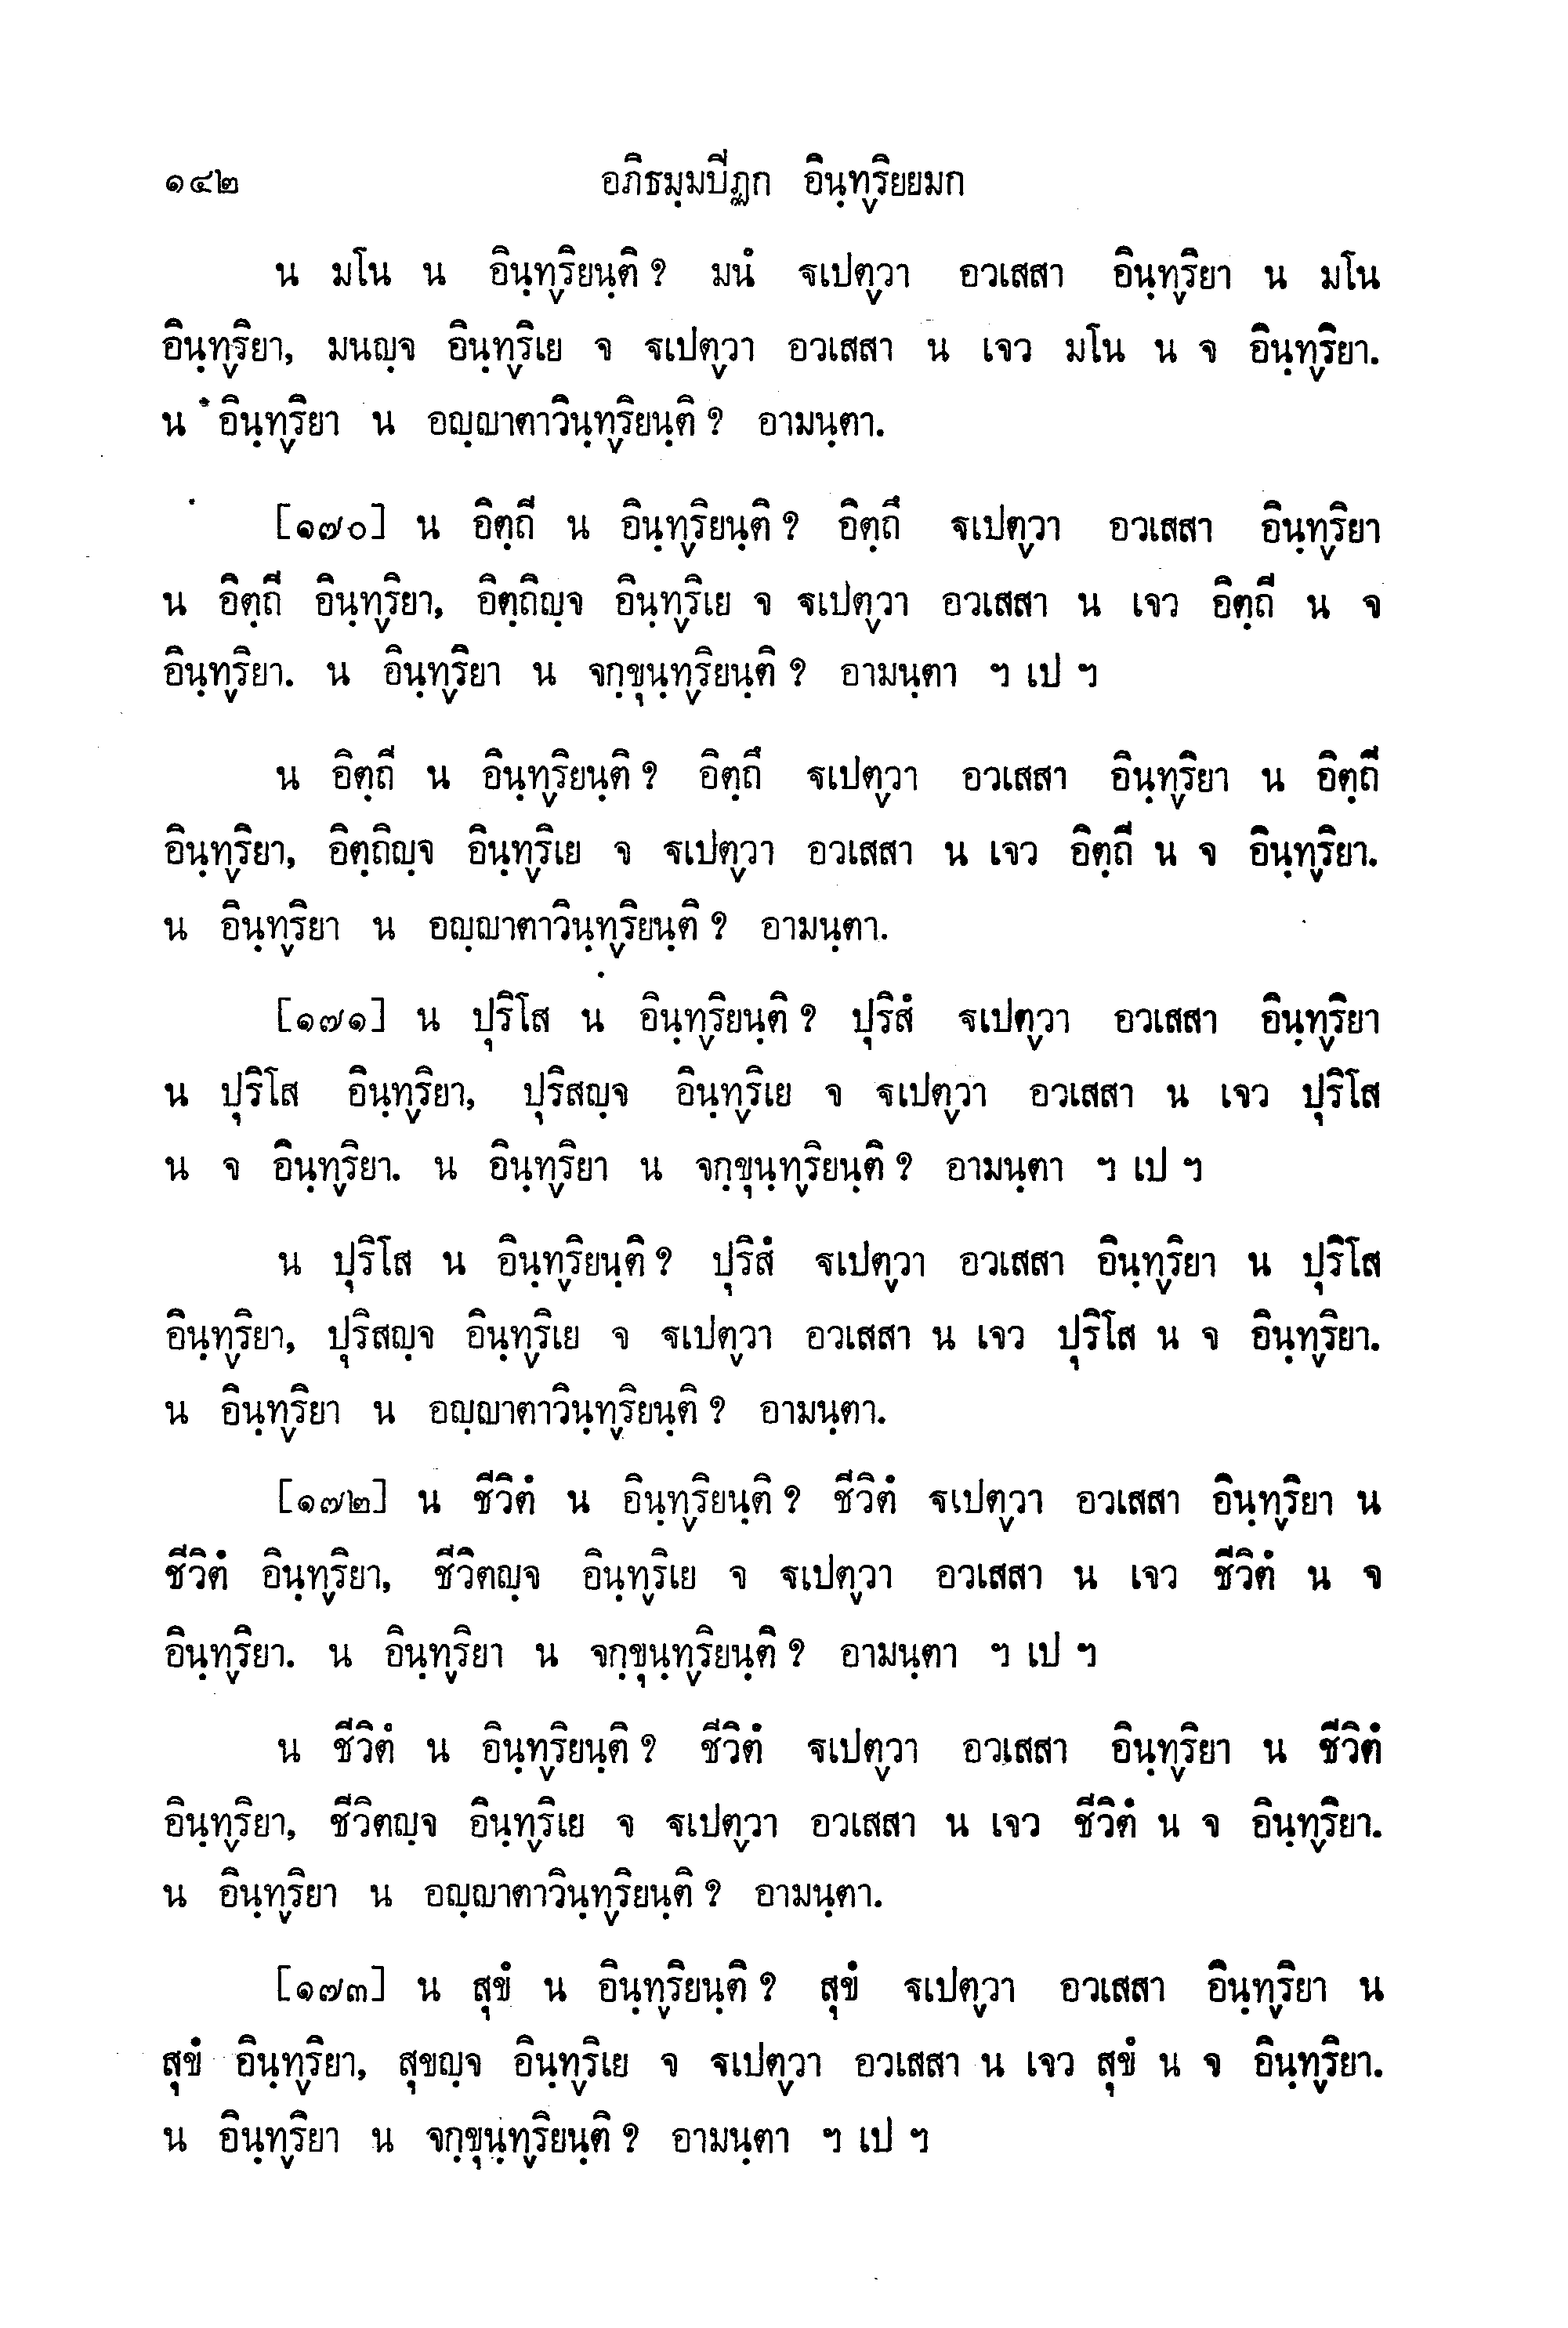 ๑๔๒ อภิธมฺมบีฏก อินฺทฺริยยมก
น มโน น อินฺทฺริยนฺติ ? มนํ ฐเปตฺวา อวเสสา อินฺทฺริยา น มโน
อินฺทฺริยา, มนญฺจ อินฺทฺริเย จ ฐเปตฺวา อวเสสา น เจว มโน น จ อินฺทฺริยา.
น อินฺทฺริยา น อญฺญาตาวินฺทฺริยนฺติ ? อามนฺตา.
[๑๗๐] น อิตฺถี น อินฺทฺริยนฺติ ? อิตฺถึ ฐเปตฺวา อวเสสา อินฺทฺริยา
น อิตฺถี อินฺทฺริยา, อิตฺถิญฺจ อินฺทฺริเย จ ฐเปตฺวา อวเสสา น เจว อิตฺถี น จ
อินฺทฺริยา. น อินฺทฺริยา น จกฺขุนฺทฺริยนฺติ ? อามนฺตา ฯ เป ฯ
น อิตฺถี น อินฺทฺริยนฺติ ? อิตฺถึ ฐเปตฺวา อวเสสา อินฺทฺริยา น อิตฺถี
อินฺทฺริยา, อิตฺถิญฺจ อินฺทฺริเย จ ฐเปตฺวา อวเสสา น เจว อิตฺถี น จ อินฺทฺริยา.
น อินฺทฺริยา น อญฺญาตาวินฺทฺริยนฺติ ? อามนฺตา.
[๑๗๑] น ปุริโส น อินฺทฺริยนฺติ ? ปุริสํ ฐเปตฺวา อวเสสา อินฺทฺริยา
น ปุริโส อินฺทฺริยา, ปุริสญฺจ อินฺทฺริเย จ ฐเปตฺวา อวเสสา น เจว ปุริโส
น จ อินฺทฺริยา. น อินฺทฺริยา น จกฺขุนฺทฺริยนฺติ ? อามนฺตา ฯ เป ฯ
น ปุริโส น อินฺทฺริยนฺติ ? ปุริสํ ฐเปตฺวา อวเสสา อินฺทฺริยา น ปุริโส
อินฺทฺริยา, ปุริสญฺจ อินฺทฺริเย จ ฐเปตฺวา อวเสสา น เจว ปุริโส น จ อินฺทฺริยา.
น อินฺทฺริยา น อญฺญาตาวินฺทฺริยนฺติ ? อามนฺตา.
[๑๗๒] น ชีวิตํ น อินฺทฺริยนฺติ ? ชีวิตํ ฐเปตฺวา อวเสสา อินฺทฺริยา น
ชีวิตํ อินฺทฺริยา, ชีวิตญฺจ อินฺทฺริเย จ ฐเปตฺวา อวเสสา น เจว ชีวิตํ น จ
อินฺทฺริยา. น อินฺทฺริยา น จกฺขุนฺทฺริยนฺติ ? อามนฺตา ฯ เป ฯ
น ชีวิตํ น อินฺทฺริยนฺติ ? ชีวิตํ ฐเปตฺวา อวเสสา อินฺทฺริยา น ชีวิตํ
อินฺทฺริยา, ชีวิตญฺจ อินฺทฺริเย จ ฐเปตฺวา อวเสสา น เจว ชีวิตํ น จ อินฺทฺริยา.
น อินฺทฺริยา น อญฺญาตาวินฺทฺริยนฺติ ? อามนฺตา.
[๑๗๓] น สุขํ น อินฺทฺริยนฺติ ? สุขํ ฐเปตฺวา อวเสสา อินฺทฺริยา น
สุขํ อินฺทฺริยา, สุขญฺจ อินฺทฺริเย จ ฐเปตฺวา อวเสสา น เจว สุขํ น จ อินฺทฺริยา.
น อินฺทฺริยา น จกฺขุนฺทฺริยนฺติ ? อามนฺตา ฯ เป ฯ